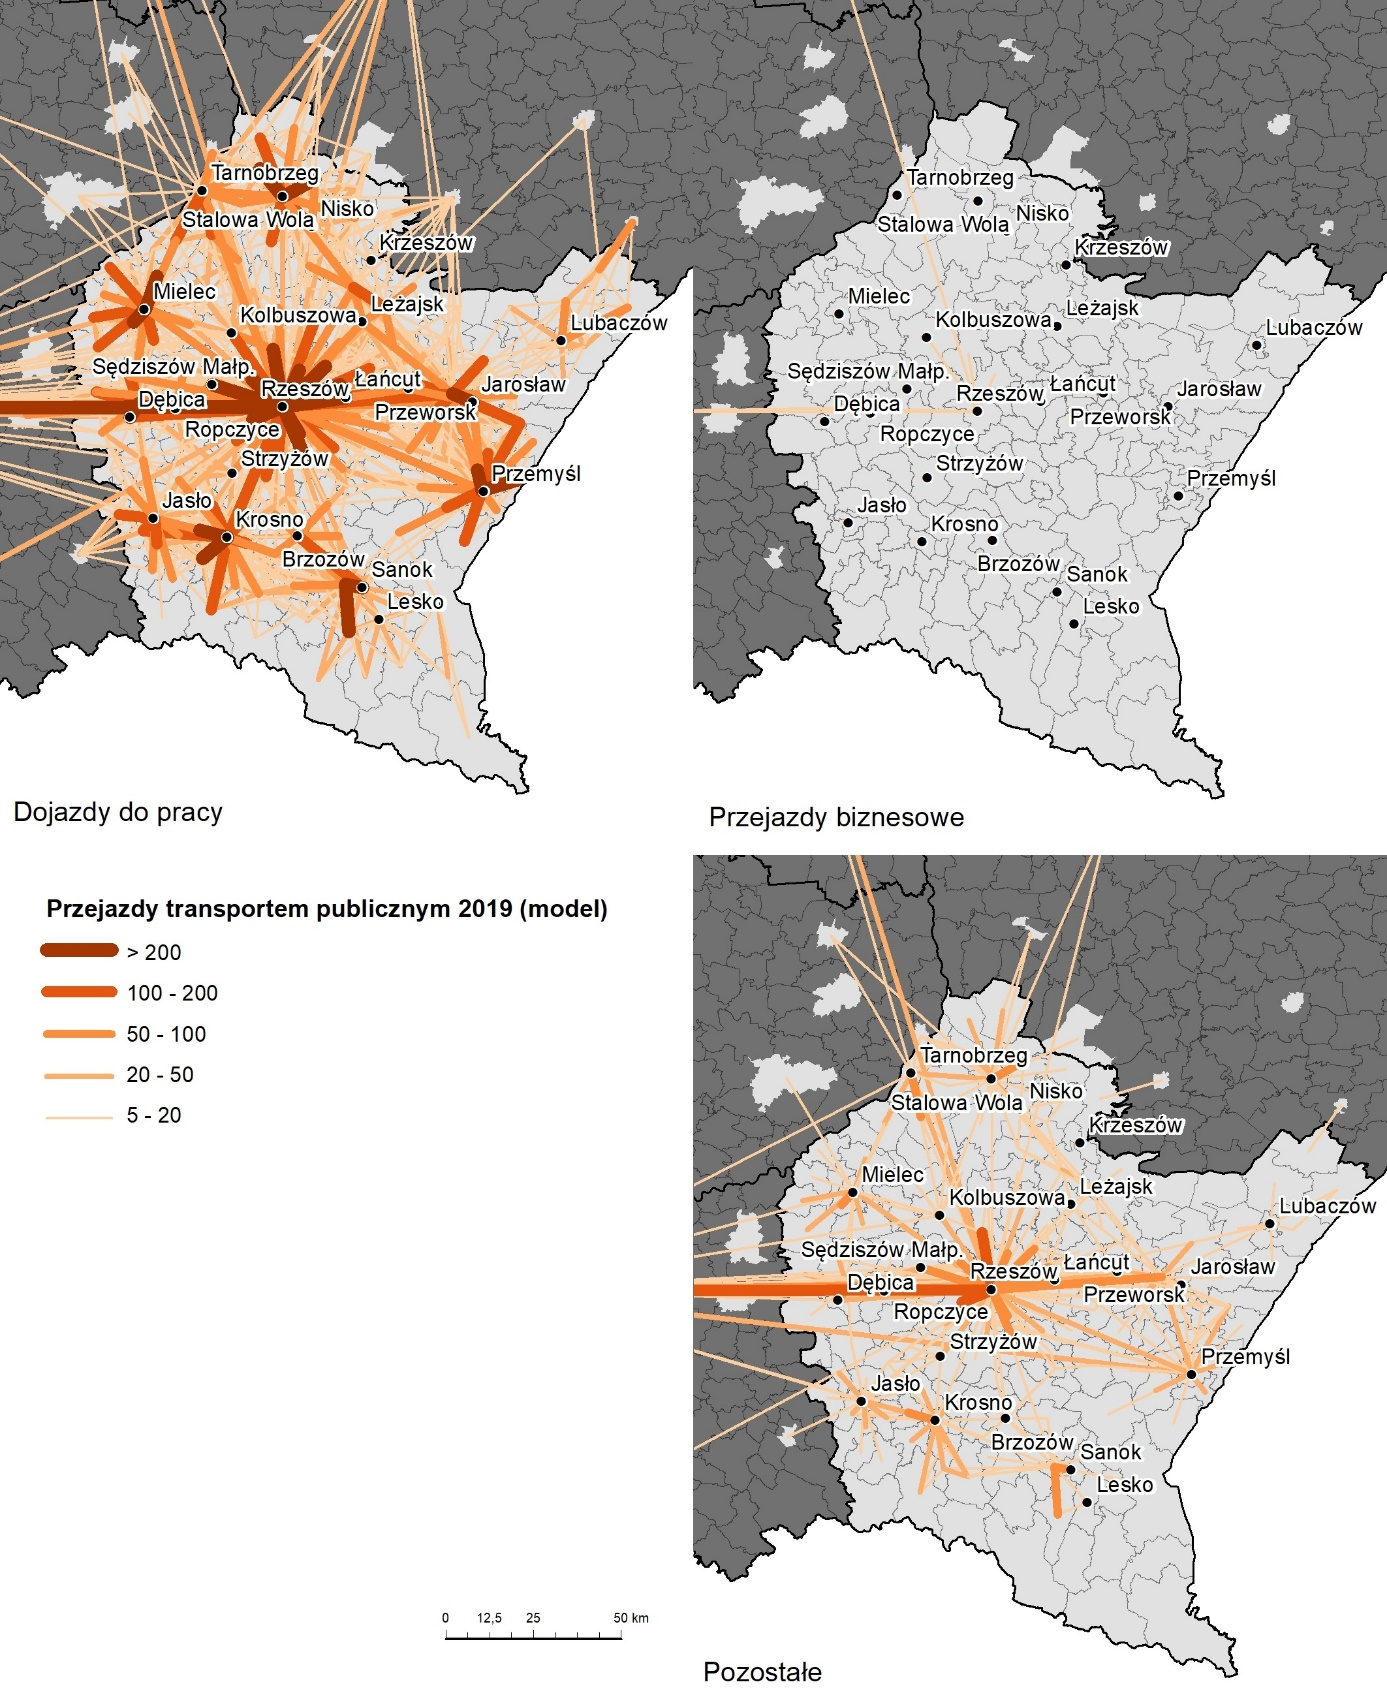 Tarnobrzeg
Stalowa Wola
Nisko
Krzeszów
Mielec
Kolbuszowa
Leżajsk
Lubaczów
Sędziszów Małp.
Dębica
Rzeszów
Łańcut
Jarosław
Przeworsk
Ropczyce
Strzyżów
Przemyśl
Jasło
Krosno
Brzozów
Sanok
Lesko
Dojazdy do pracy
Tarnobrzeg
Stalowa Wola
Nisko
Krzeszów
Mielec
Kolbuszowa
Leżajsk
Lubaczów
Sędziszów Małp.
Dębica
Rzeszów
Łańcut
Jarosław
Przeworsk
Ropczyce
Strzyżów
Przemyśl
Jasło
Krosno
Brzozów
Sanok
Lesko
Przejazdy biznesowe
Przejazdy transportem publicznym 2019 (model)
> 200
100 - 200
50 - 100
20 - 50
5 - 20
Tarnobrzeg
Stalowa Wola
Nisko
Krzeszów
Mielec
Kolbuszowa
Leżajsk
Lubaczów
Sędziszów Małp.
Dębica
Rzeszów
Łańcut
Jarosław
Przeworsk
Ropczyce
Strzyżów
Przemyśl
Jasło
Krosno
Brzozów
Sanok
Lesko
0 12,5 25 50 km
Pozostałe